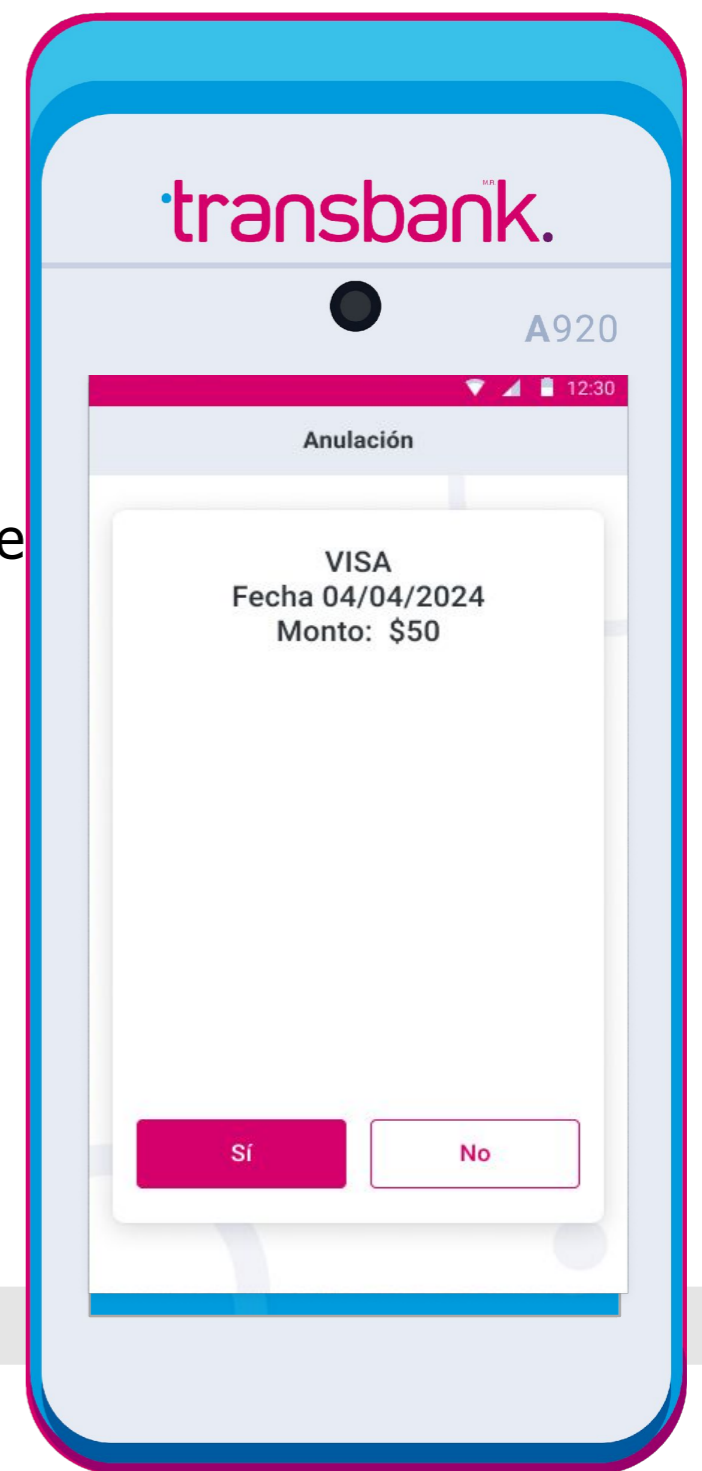 transbank.
M.R.
A920
12:30
Anulación
e
VISA
Fecha 04/04/2024
Monto: $50
Sí
No